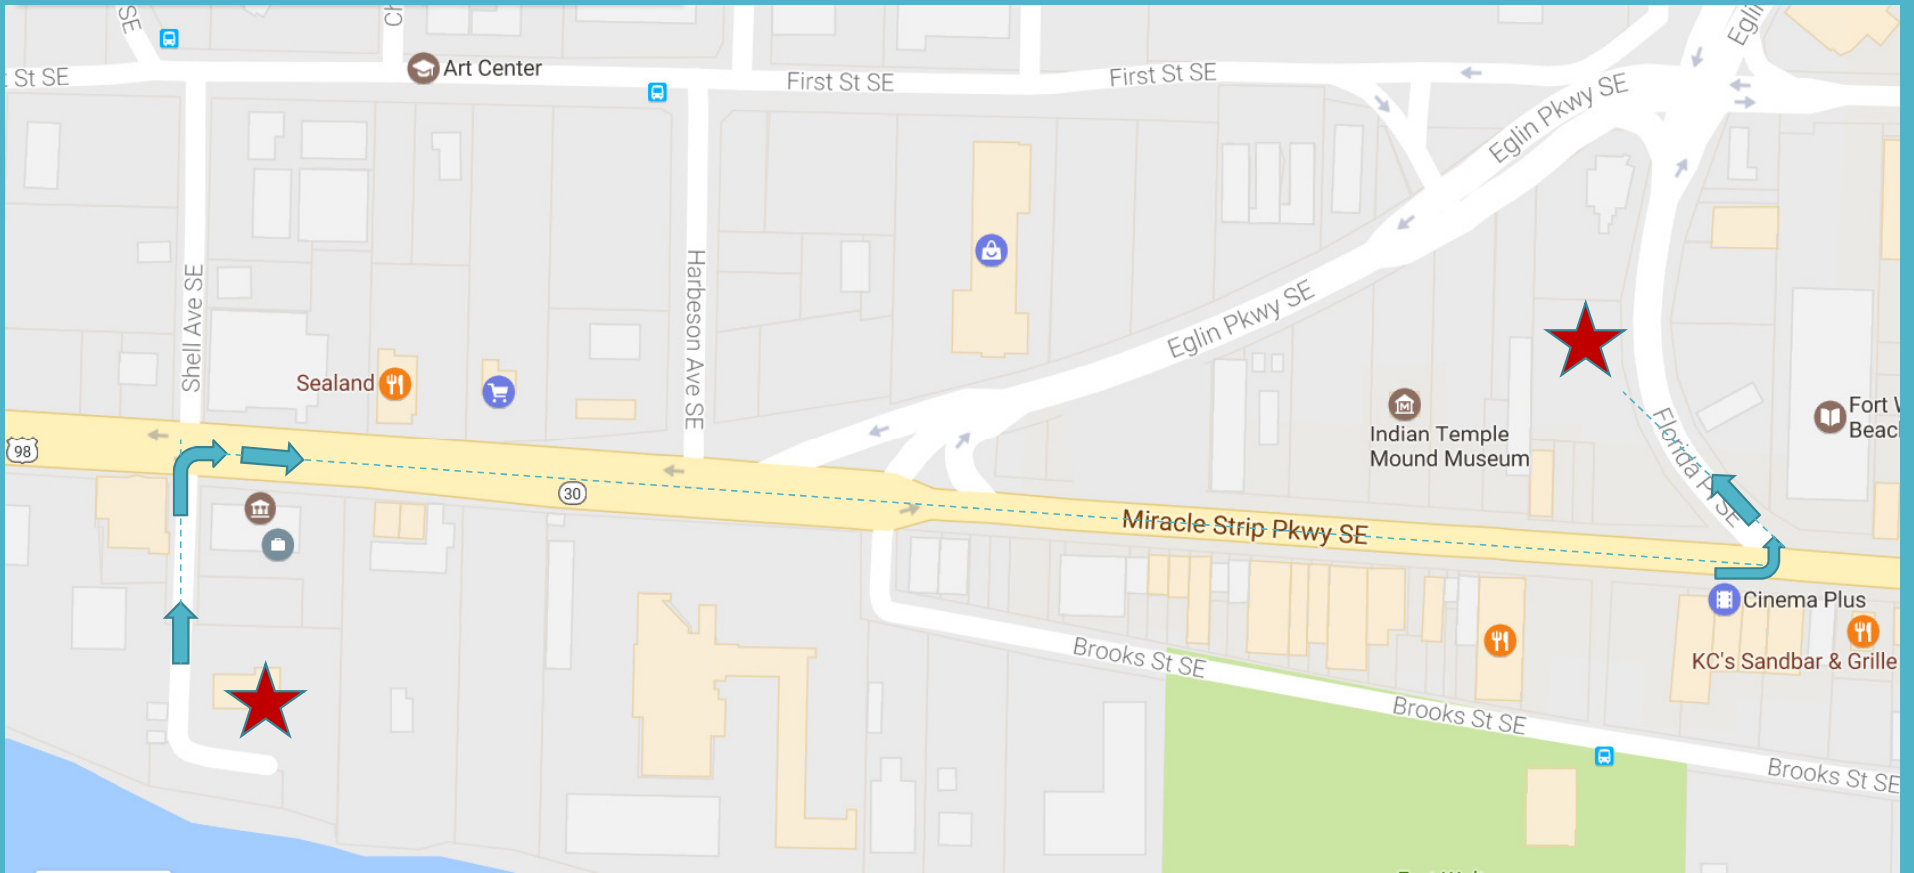 SE
St SE
Art Center
First St SE
First St SE
Eglin Pkwy SE
Shell Ave SE
Harbeson Ave SE
Eglin Pkwy SE
Sealand
98
30
Indian Temple
Mound Museum
Florida P
SE
Fort
Miracle Strip Pkwy SE
Cinema Plus
KC's Sandbar & Grille
Brooks St SE
Brooks St SE
Brooks St SE